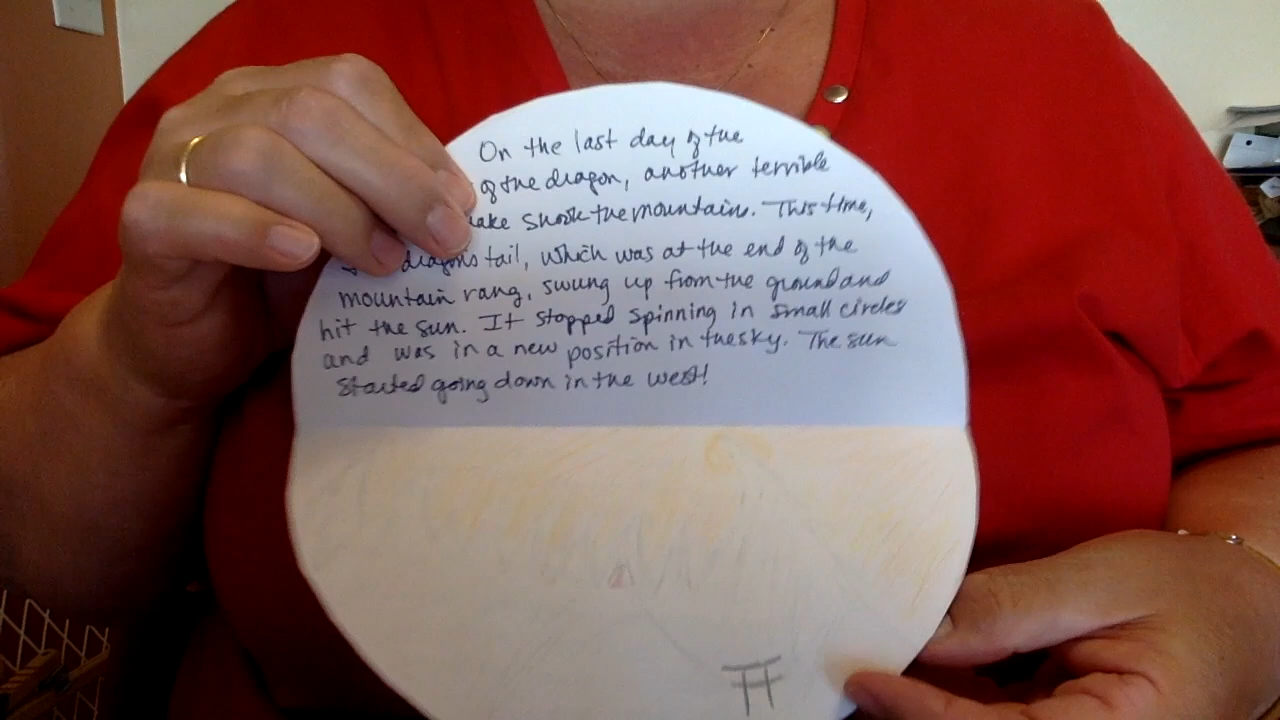 On the last day of the
of the dragon, another terrible
ake shook the mountain. This time,
dragon's tail, which was at the end of the
mountain rang, swung up from the ground and
hit the sun. It stopped spinning in small circles
and was in a new position in the sky. The sun
started going down in the west!